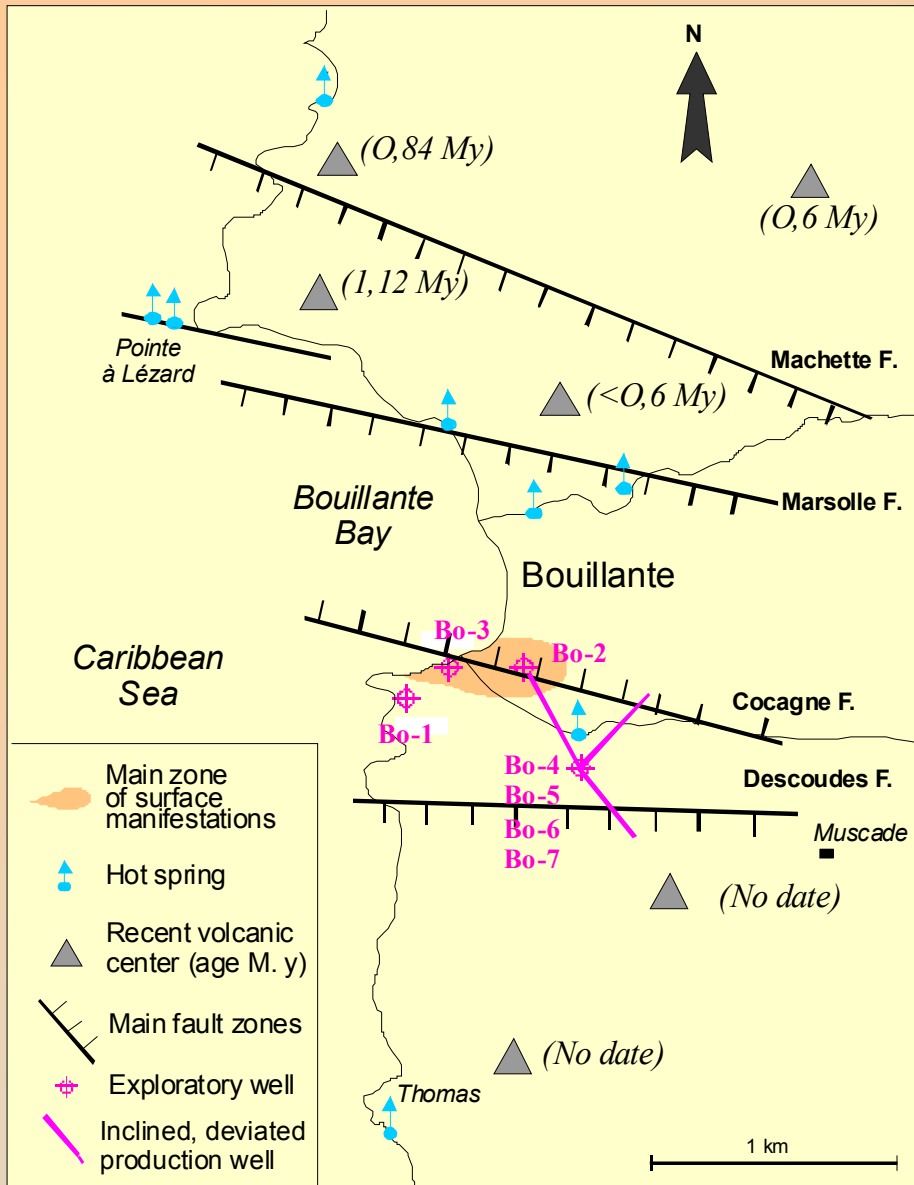 N
(O,84 My)
(O,6 My)
(1,12 My)
Pointe
à Lézard
Machette F.
(<O,6 My)
Marsolle F.
Bouillante
Bay
Bouillante
Caribbean
Sea
Bo-3
Bo-2
Cocagne F.
Bo-1
Bo-4
Bo-5
Bo-6
Bo-7
Descoudes F.
Muscade
(No date)
(No date)
Thomas
Main zone
of surface
manifestations
Hot spring
Recent volcanic
center (age M. y)
Main fault zones
Exploratory well
Inclined, deviated
production well
1 km